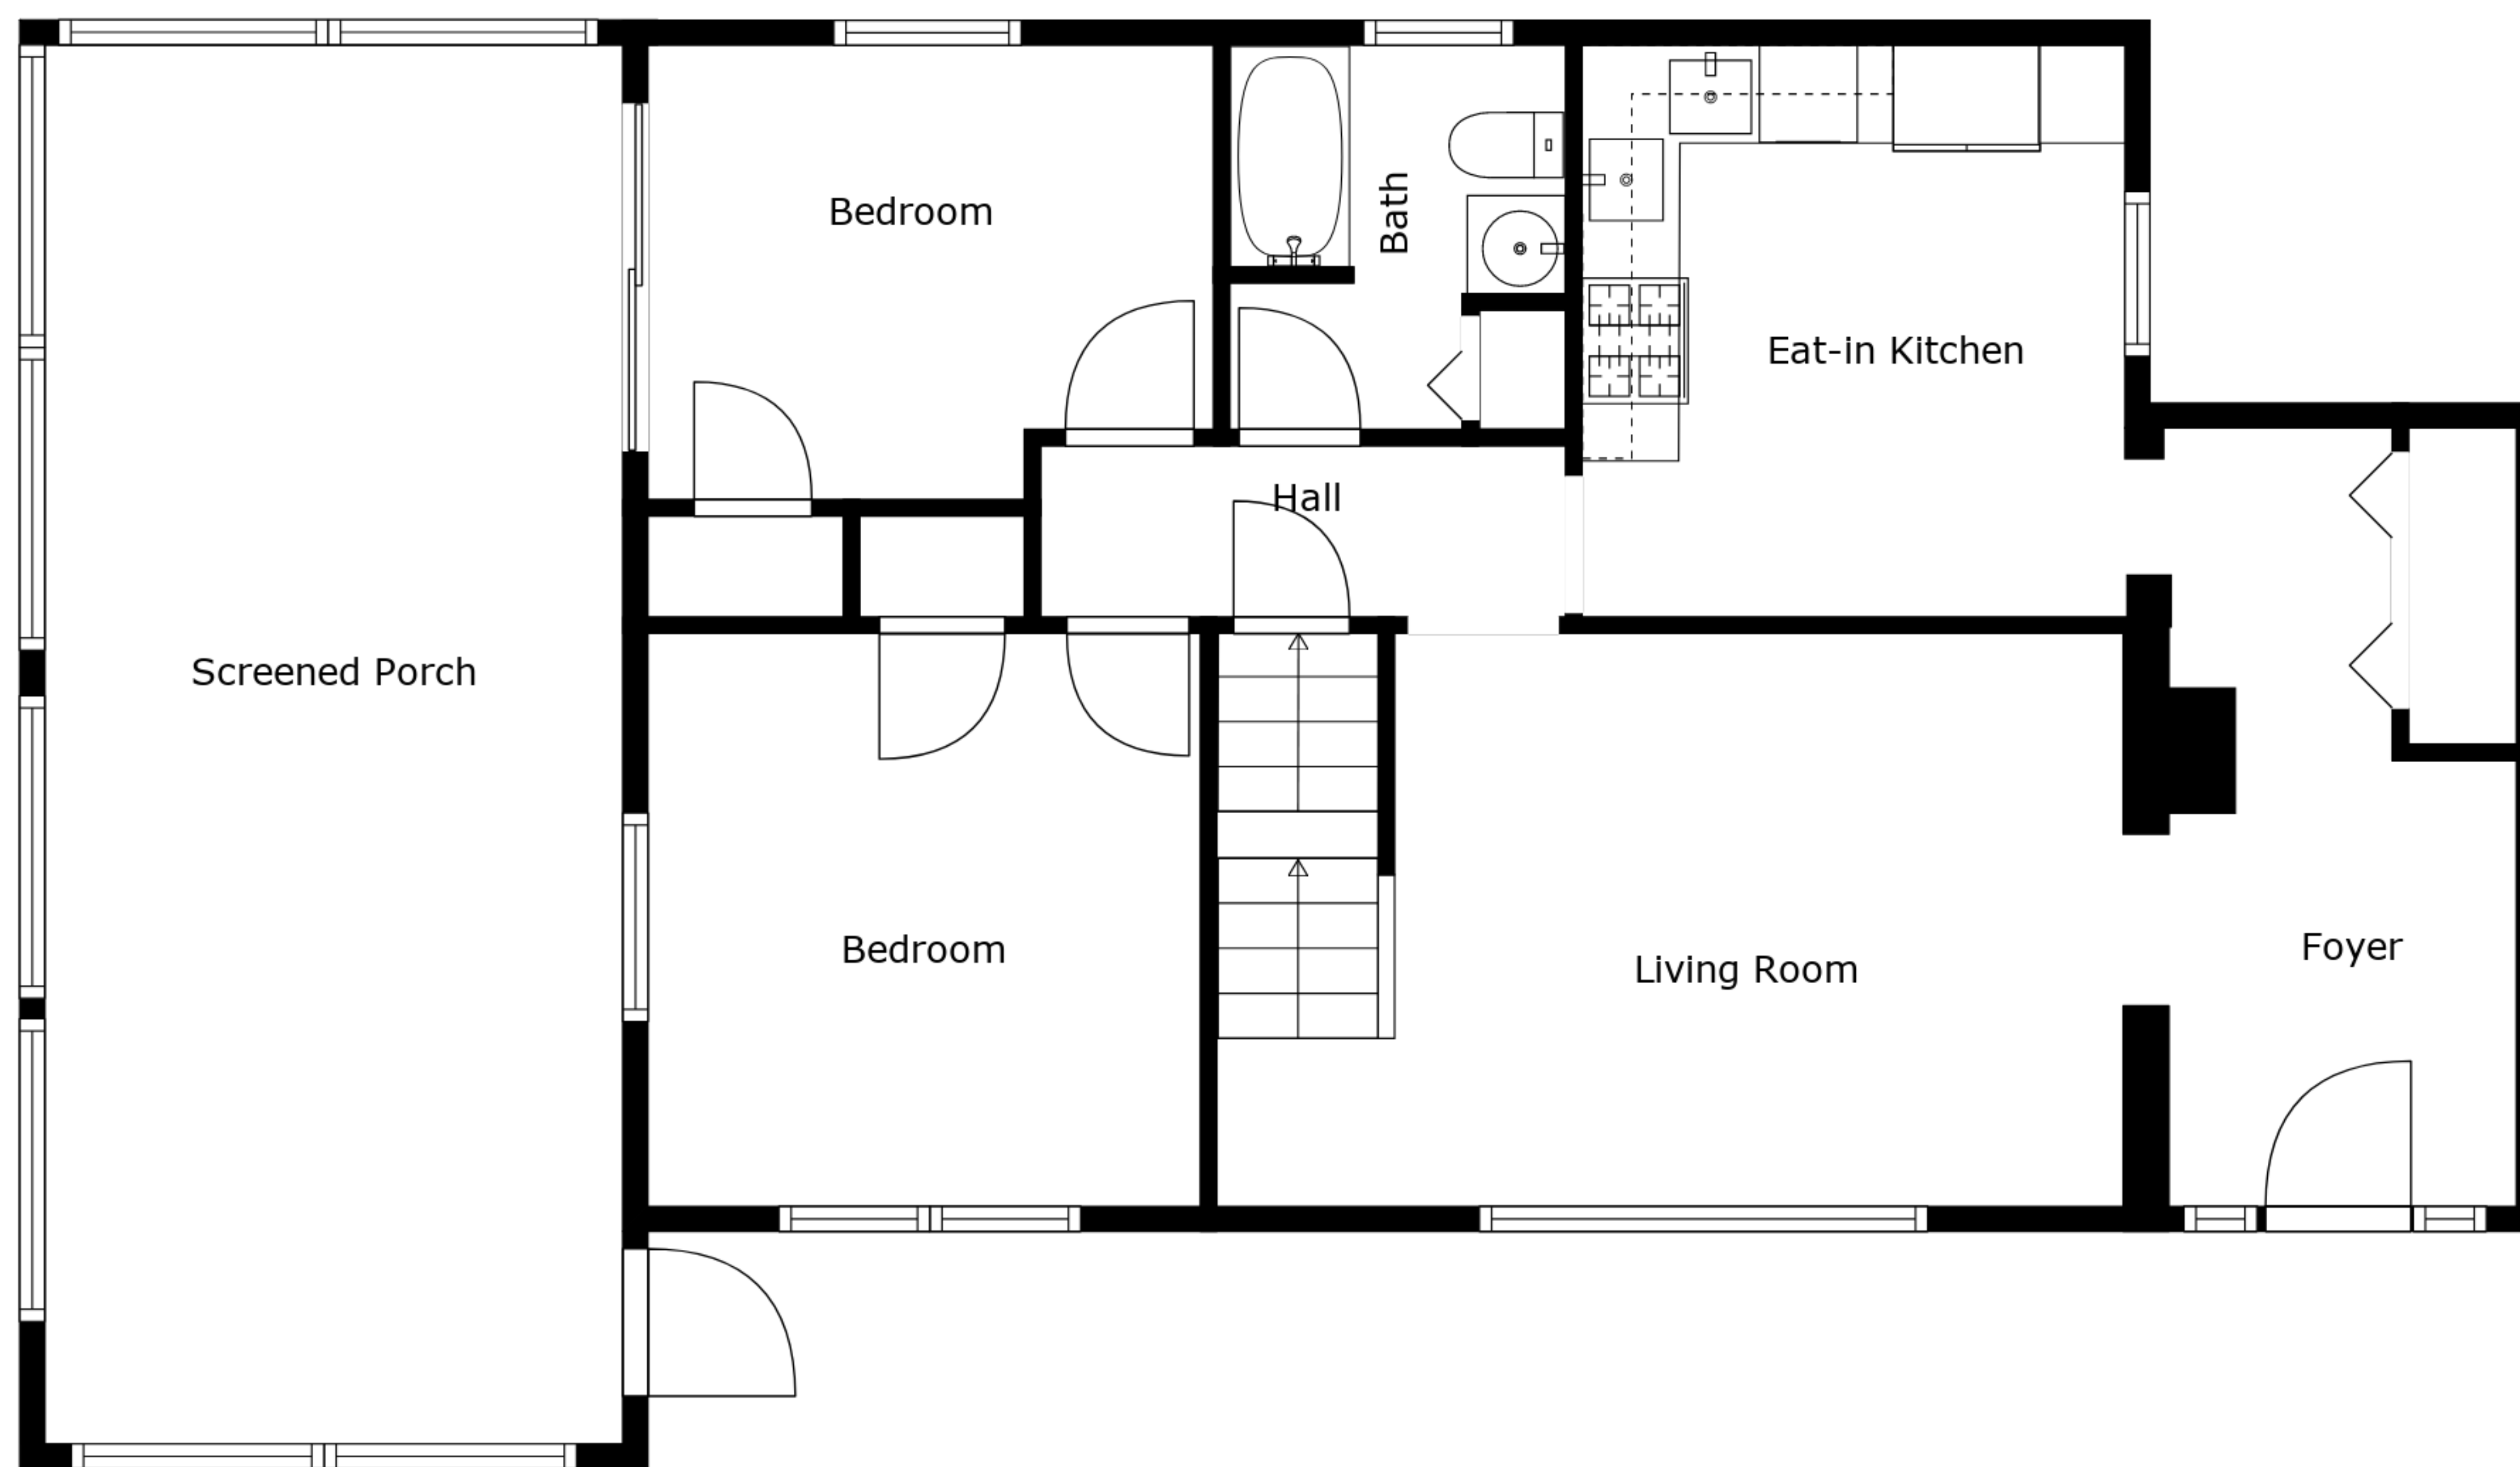 Bedroom
Bath
Eat-in Kitchen
Hall
Screened Porch
Bedroom
Living Room
Foyer